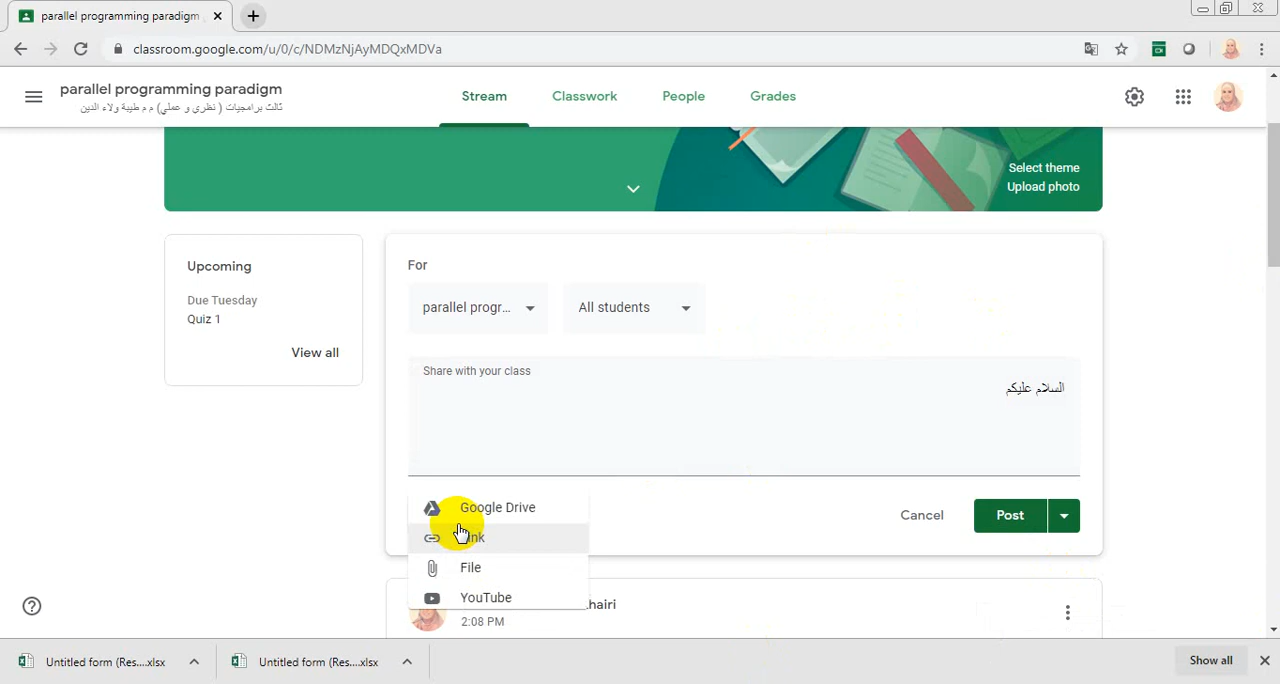 parallel programming paradigm
classroom.google.com/u/0/c/NDMzNjAyMDQxMDVa
parallel programming paradigm
ثالث برامجيات ( نظري و عملي) م م طيبة ولاء الدين
Stream
Classwork
People
Grades
Select theme
Upload photo
Upcoming
Due Tuesday
Quiz 1
View all
For
parallel progr...
All students
Share with your class
السلام عليكم
Google Drive
Link
File
YouTube
Cancel
Post
hairi
2:08 PM
Untitled form (Res....xlsx
Untitled form (Res....xlsx
Show all